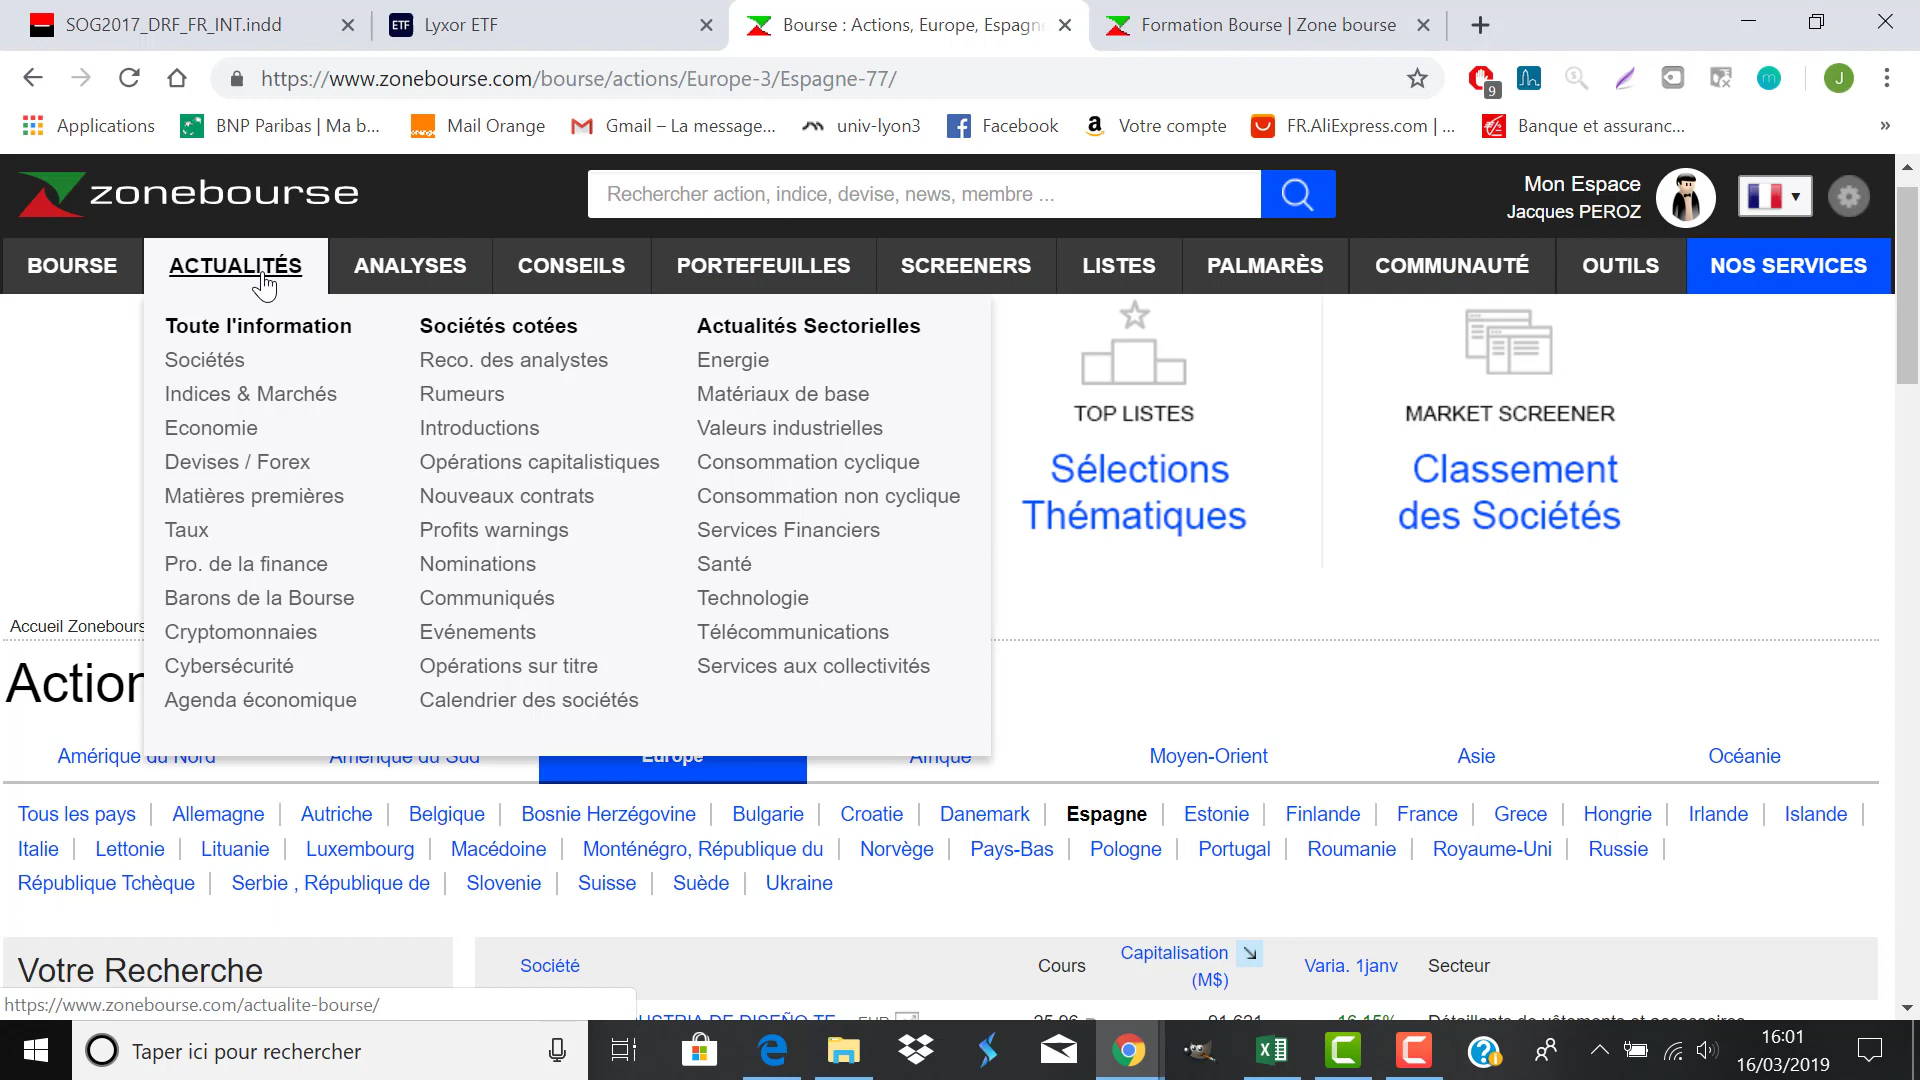 SOG2017_DRF_FR_INT.indd
ETF Lyxor ETF
Bourse : Actions, Europe, Espagne
Formation Bourse | Zone bourse
https://www.zonebourse.com/bourse/actions/Europe-3/Espagne-77/
9
m
J
Applications
BNP Paribas | Ma b...
Mail Orange
Gmail – La message...
univ-lyon3
Facebook
Votre compte
FR.AliExpress.com | ...
Banque et assuranc...
»
zonebourse
Rechercher action, indice, devise, news, membre ...
Mon Espace
Jacques PEROZ
BOURSE
ACTUALITÉS
ANALYSES
CONSEILS
PORTEFEUILLES
SCREENERS
LISTES
PALMARÈS
COMMUNAUTÉ
OUTILS
NOS SERVICES
Toute l'information
Sociétés
Indices & Marchés
Economie
Devises / Forex
Matières premières
Taux
Pro. de la finance
Barons de la Bourse
Cryptomonnaies
Cybersécurité
Agenda économique
Sociétés cotées
Reco. des analystes
Rumeurs
Introductions
Opérations capitalistiques
Nouveaux contrats
Profits warnings
Nominations
Communiqués
Evénements
Opérations sur titre
Calendrier des sociétés
Actualités Sectorielles
Energie
Matériaux de base
Valeurs industrielles
Consommation cyclique
Consommation non cyclique
Services Financiers
Santé
Technologie
Télécommunications
Services aux collectivités
TOP LISTES
Sélections
Thématiques
MARKET SCREENER
Classement
des Sociétés
Accueil Zonebours
Action
Amérique du Nord
Amérique du Sud
Europe
Afrique
Moyen-Orient
Asie
Océanie
Tous les pays | Allemagne | Autriche | Belgique | Bosnie Herzégovine | Bulgarie | Croatie | Danemark | Espagne | Estonie | Finlande | France | Grece | Hongrie | Irlande | Islande |
Italie | Lettonie | Lituanie | Luxembourg | Macédoine | Monténégro, République du | Norvège | Pays-Bas | Pologne | Portugal | Roumanie | Royaume-Uni | Russie |
République Tchèque | Serbie , République de | Slovenie | Suisse | Suède | Ukraine
Votre Recherche
Société
Cours
Capitalisation
(M$)
Varia. 1janv
Secteur
https://www.zonebourse.com/actualite-bourse/
Taper ici pour rechercher
16:01
16/03/2019